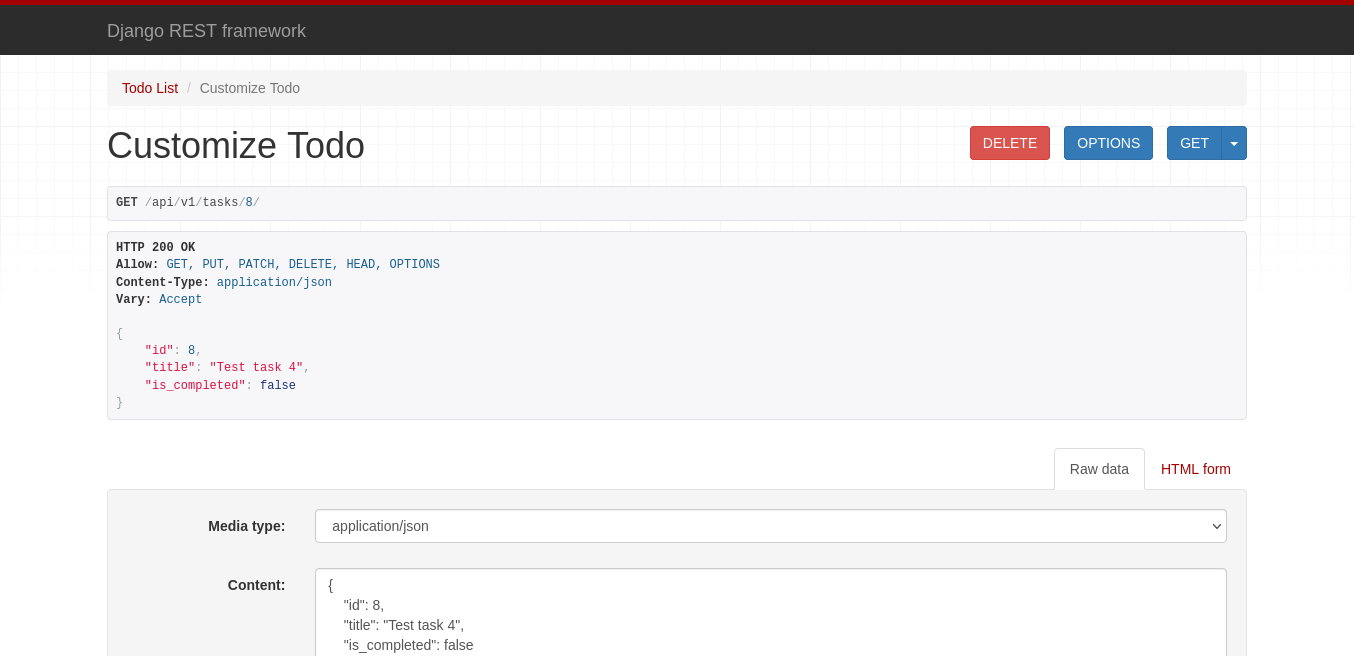 Django REST framework
Todo List / Customize Todo
Customize Todo
DELETE OPTIONS GET
GET /api/v1/tasks/8/
HTTP 200 OK
Allow: GET, PUT, PATCH, DELETE, HEAD, OPTIONS
Content-Type: application/json
Vary: Accept
{
    "id": 8,
    "title": "Test task 4",
    "is_completed": false
}
Raw data HTML form
Media type: application/json
Content: {
    "id": 8,
    "title": "Test task 4",
    "is_completed": false